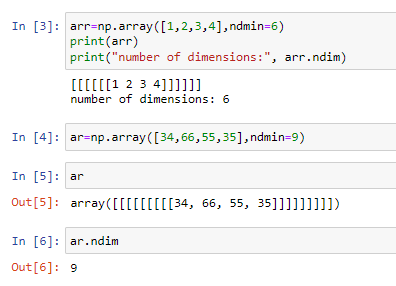 In [3]: arr=np.array([1,2,3,4],ndmin=6)
print(arr)
print("number of dimensions:", arr.ndim)
[[[[[[1 2 3 4]]]]]]
number of dimensions: 6
In [4]: ar=np.array([34,66,55,35],ndmin=9)
In [5]: ar
Out[5]: array([[[[[[[[[34, 66, 55, 35]]]]]]]]])
In [6]: ar.ndim
Out[6]: 9